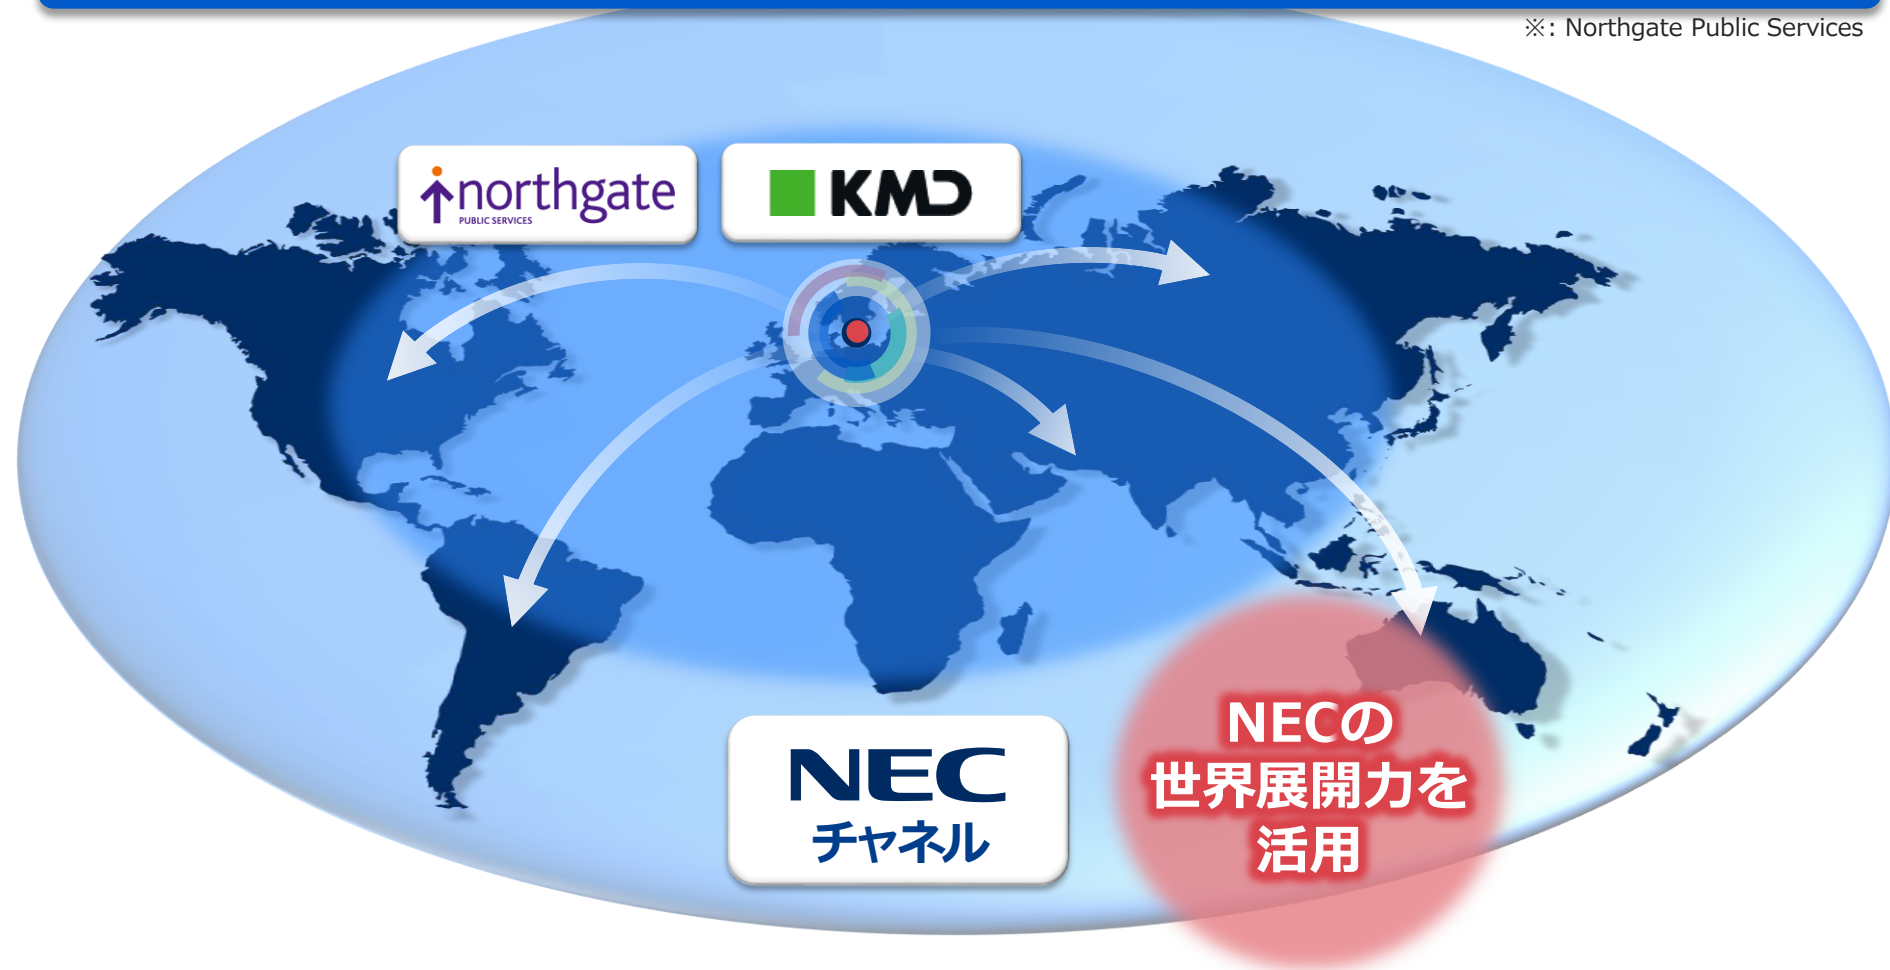 ※: Northgate Public Services
northgate
PUBLIC SERVICES
KMD
NEC
チャネル
NECの
世界展開力を
活用